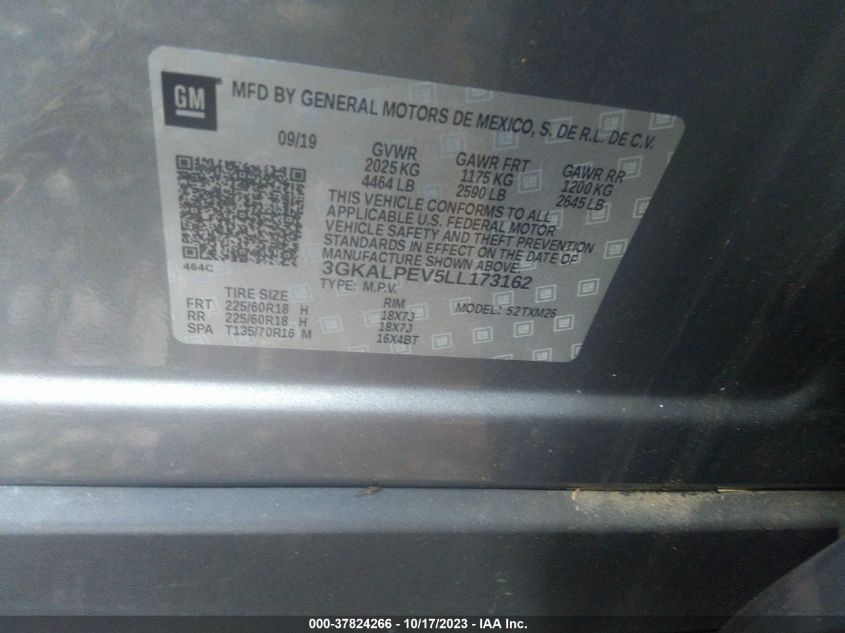 GM
MFD BY GENERAL MOTORS DE MEXICO, S. DE R.L. DE C.V.
09/19
GVWR GAWR FRT GAWR RR
2025 KG 1175 KG 1200 KG
4464 LB 2590 LB 2645 LB
THIS VEHICLE CONFORMS TO ALL
APPLICABLE U.S. FEDERAL MOTOR
VEHICLE SAFETY AND THEFT PREVENTION
STANDARDS IN EFFECT ON THE DATE OF
MANUFACTURE SHOWN ABOVE.
464C
3GKALPEV5LL173162
TYPE: M.P.V. MODEL: 52TXM26
TIRE SIZE RIM
FRT 225/60R18 H 18X7J
RR 225/60R18 H 18X7J
SPA T135/70R16 M 16X4BT
000-37824266 - 10/17/2023 - IAA Inc.